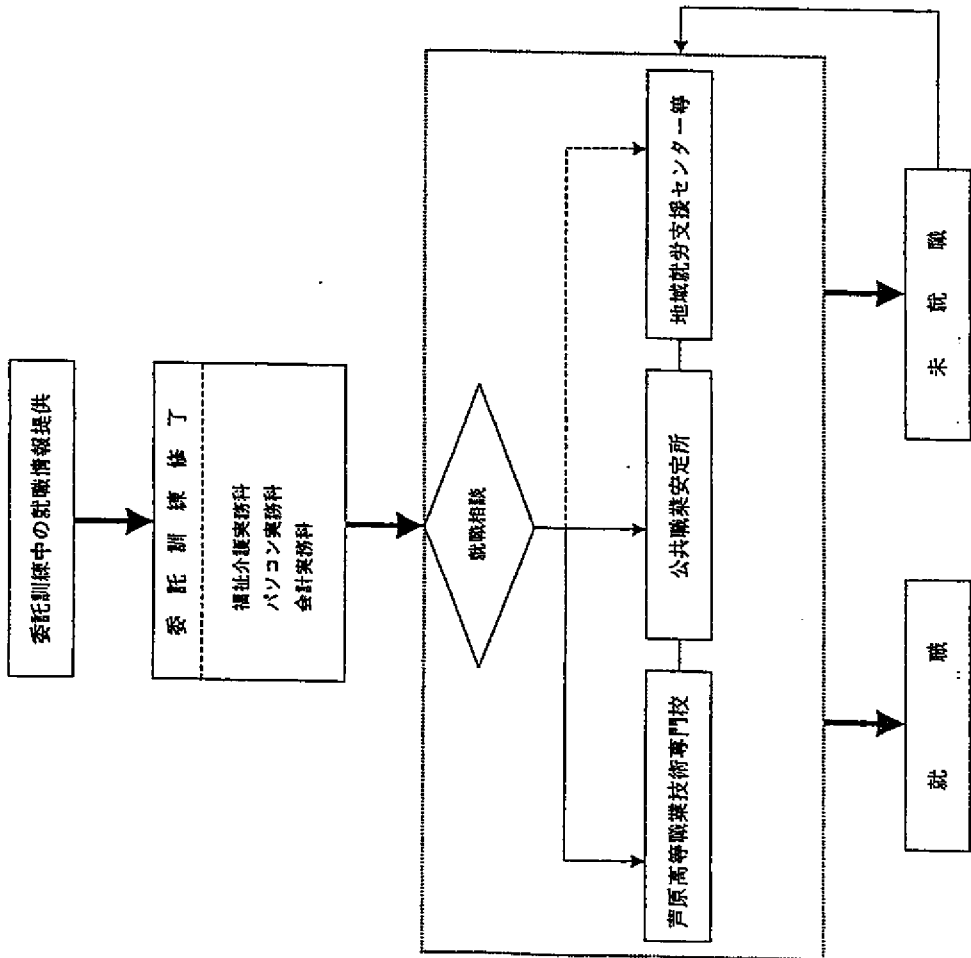 委託訓練中の就職情報提供
委託訓練修了
福祉介護実務科
パソコン実務科
会計実務科
就職相談
芦原高等職業技術専門校
公共職業安定所
地域就労支援センター等
就職
未就職